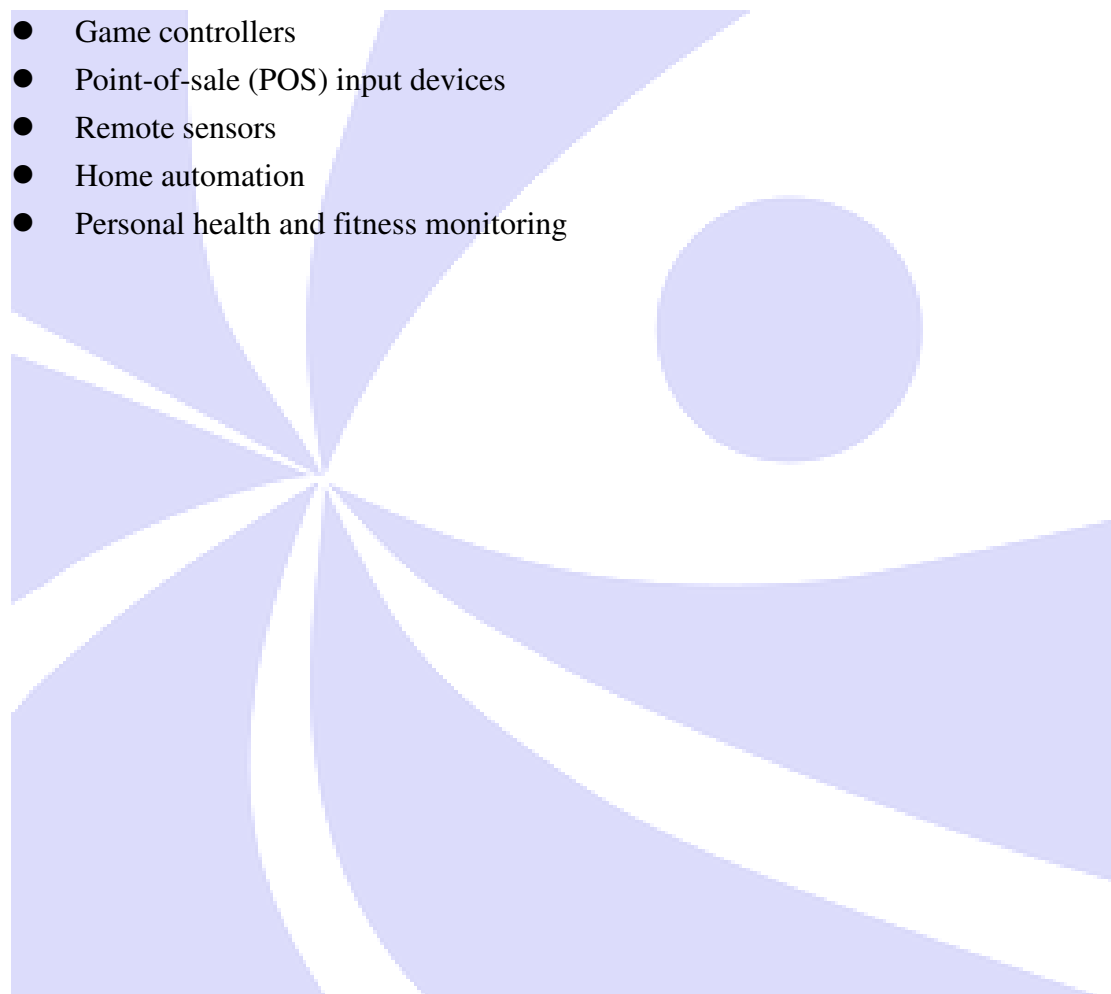 ● Game controllers
● Point-of-sale (POS) input devices
● Remote sensors
● Home automation
● Personal health and fitness monitoring